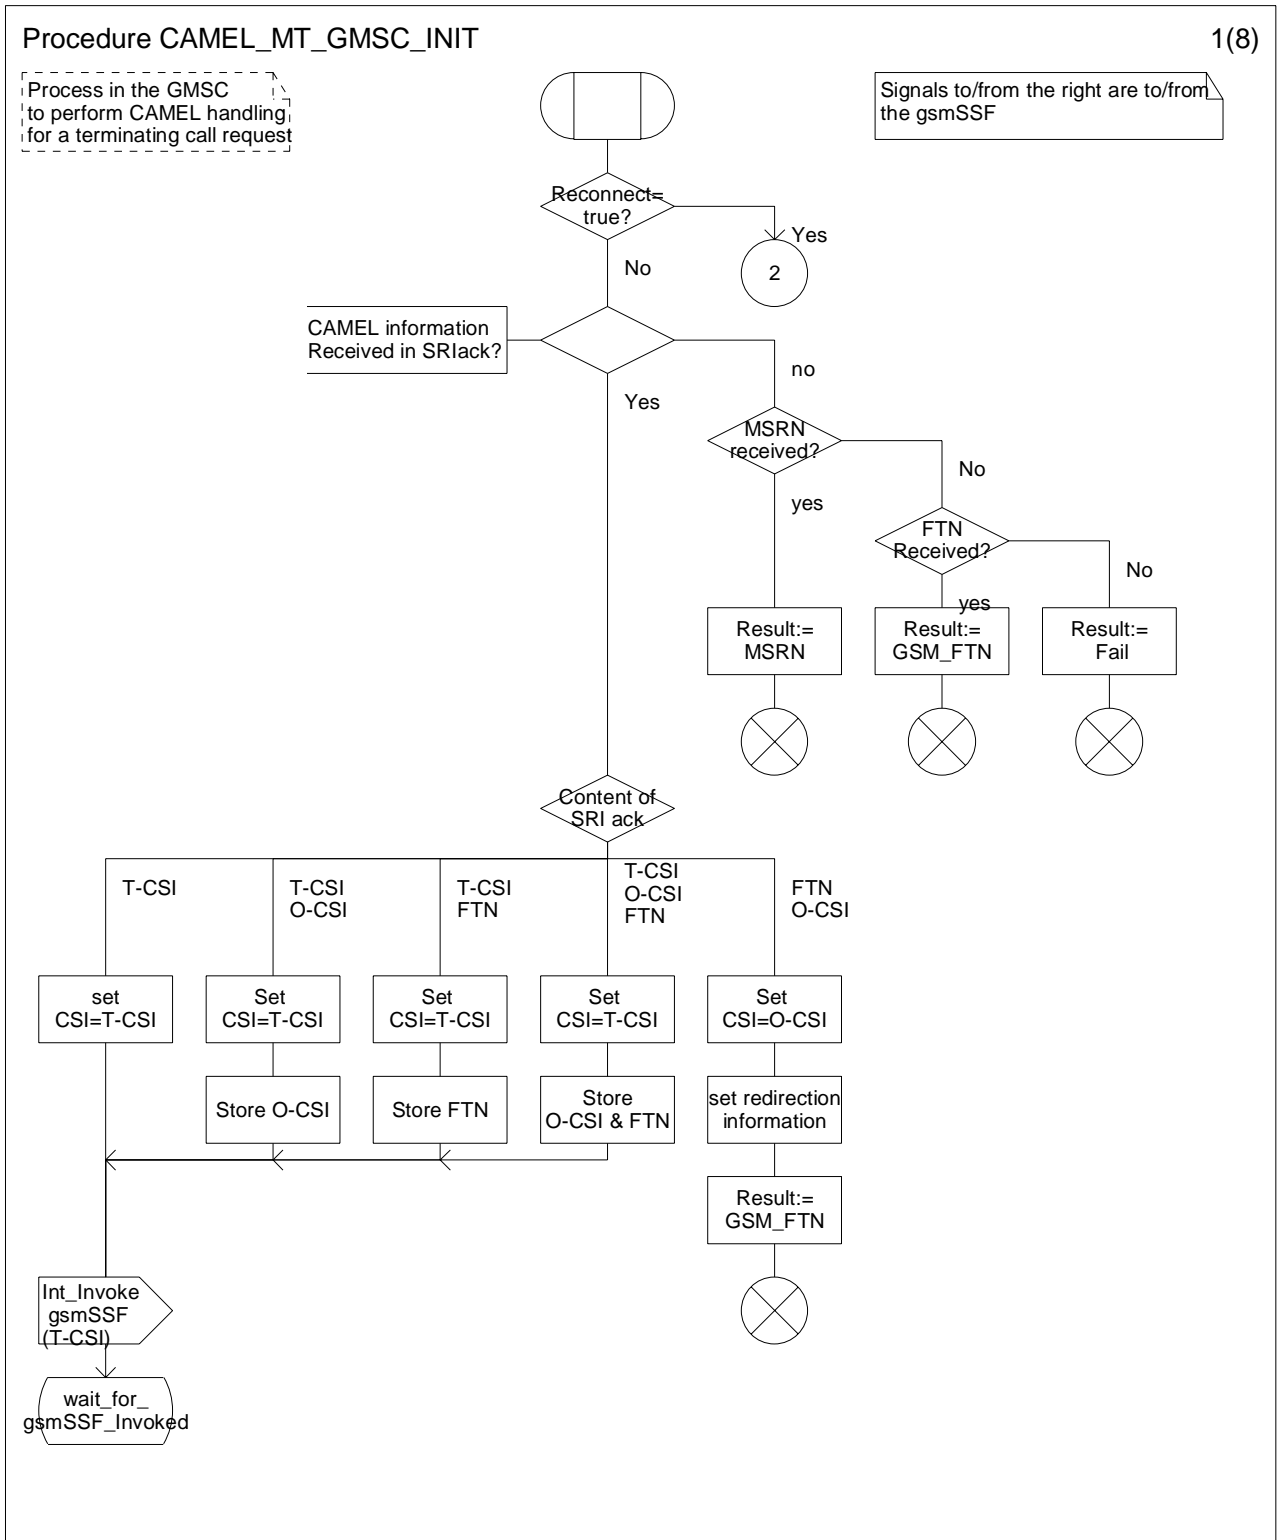 Procedure CAMEL_MT_GMSC_INIT
1(8)
Process in the GMSC
to perform CAMEL handling
for a terminating call request
Signals to/from the right are to/from
the gsmSSF
Reconnect=
true?
Yes
2
No
CAMEL information
Received in SRIack?
no
Yes
MSRN
received?
No
yes
FTN
Received?
No
yes
Result:=
MSRN
Result:=
GSM_FTN
Result:=
Fail
Content of
SRI ack
T-CSI
T-CSI
O-CSI
T-CSI
FTN
T-CSI
O-CSI
FTN
FTN
O-CSI
set
CSI=T-CSI
Set
CSI=T-CSI
Set
CSI=T-CSI
Set
CSI=T-CSI
Set
CSI=O-CSI
Store O-CSI
Store FTN
Store
O-CSI & FTN
set redirection
information
Result:=
GSM_FTN
Int_Invoke
gsmSSF
(T-CSI)
wait_for_
gsmSSF_Invoked